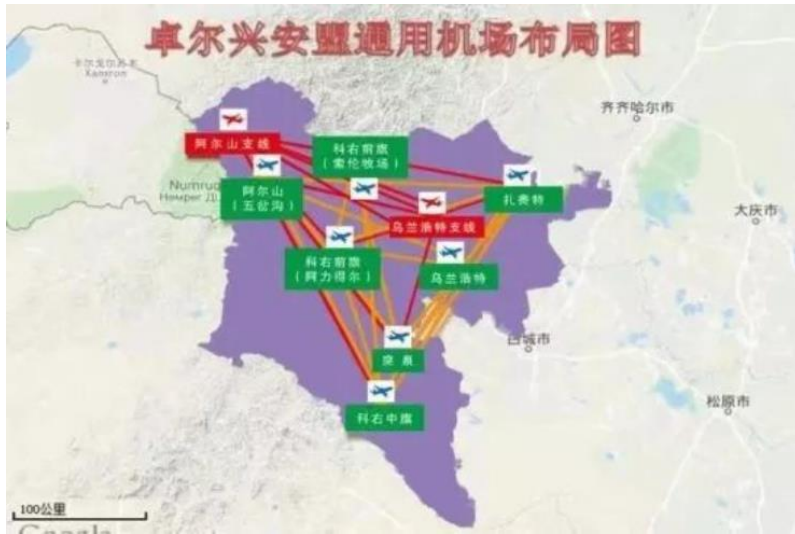 卓尔兴安盟通用机场布局图
Xanxron
齐齐哈尔市
阿尔山支线
科右前旗
(索伦牧场)
Numrug
阿尔山
(五岔沟)
扎赉特
大庆市
乌兰浩特支线
科右前旗
(阿力得尔)
乌兰浩特
白城市
突泉
松原市
科右中旗
100公里
Google